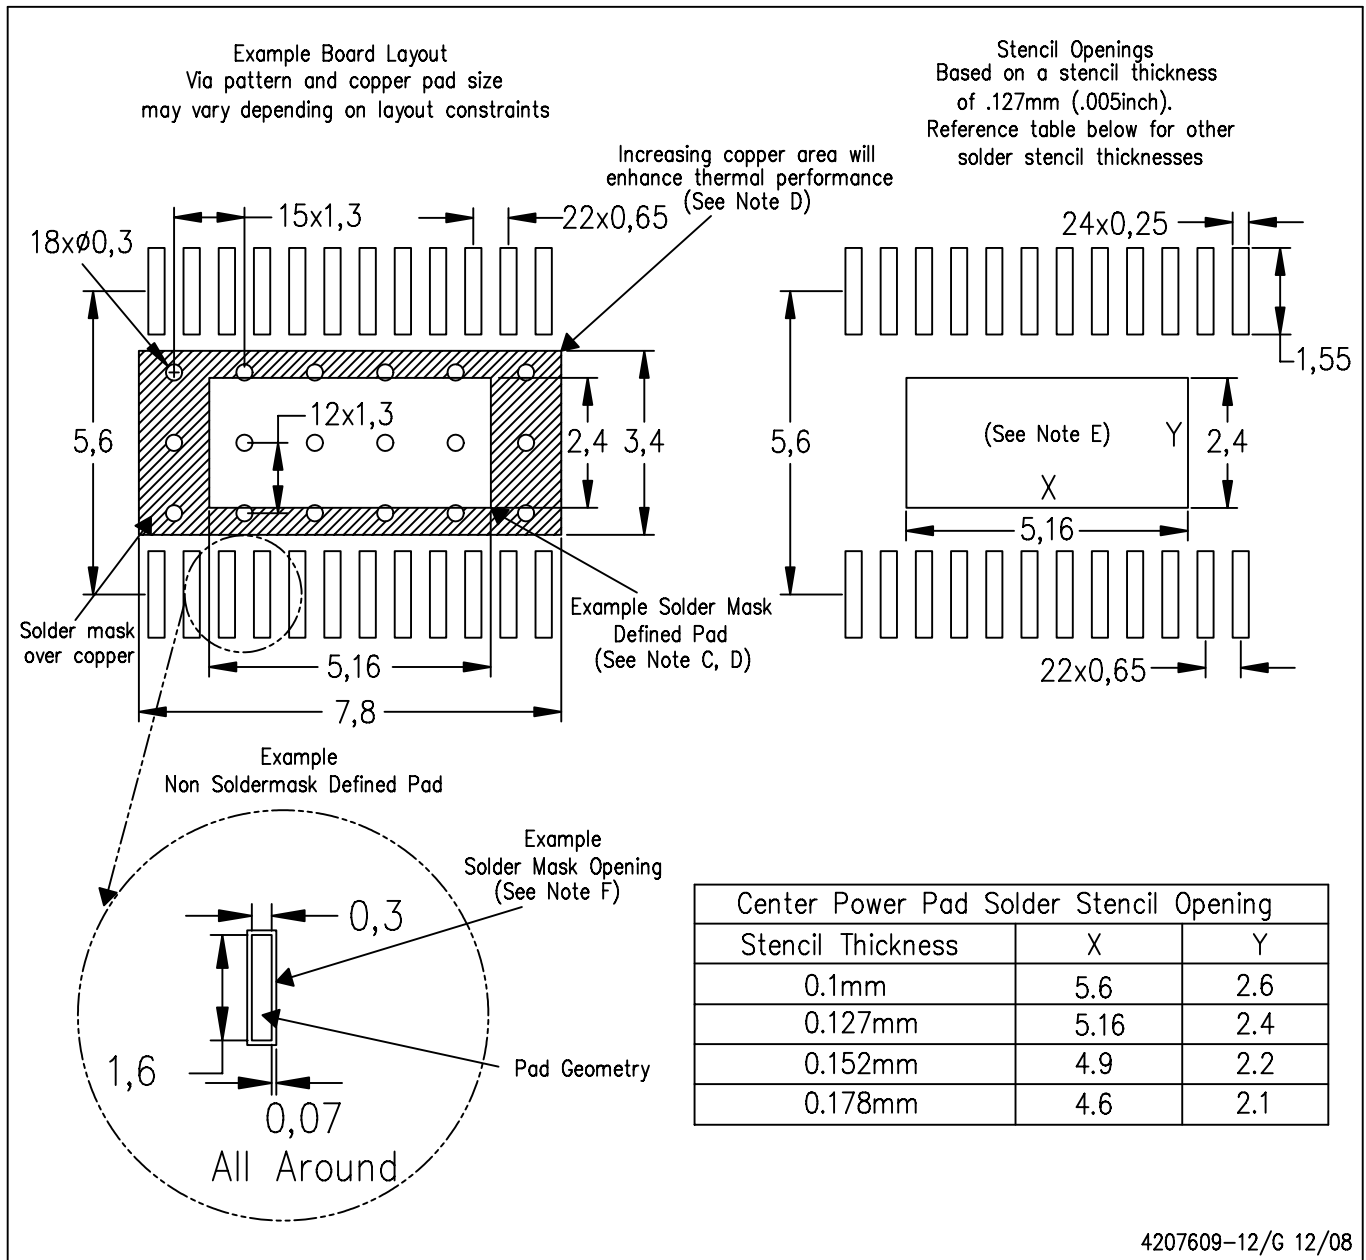 Example Board Layout
Via pattern and copper pad size
may vary depending on layout constraints
Stencil Openings
Based on a stencil thickness
of .127mm (.005inch).
Reference table below for other
solder stencil thicknesses
Increasing copper area will
enhance thermal performance
(See Note D)
15x1,3
22x0,65
18xø0,3
24x0,25
1,55
5,6
12x1,3
2,4
3,4
5,6
(See Note E)
Y
X
2,4
5,16
Solder mask
over copper
Example Solder Mask
Defined Pad
(See Note C, D)
5,16
7,8
22x0,65
Example
Non Soldermask Defined Pad
Example
Solder Mask Opening
(See Note F)
0,3
1,6
Pad Geometry
0,07
All Around
Center Power Pad Solder Stencil Opening
Stencil Thickness X Y
0.1mm 5.6 2.6
0.127mm 5.16 2.4
0.152mm 4.9 2.2
0.178mm 4.6 2.1
4207609-12/G 12/08